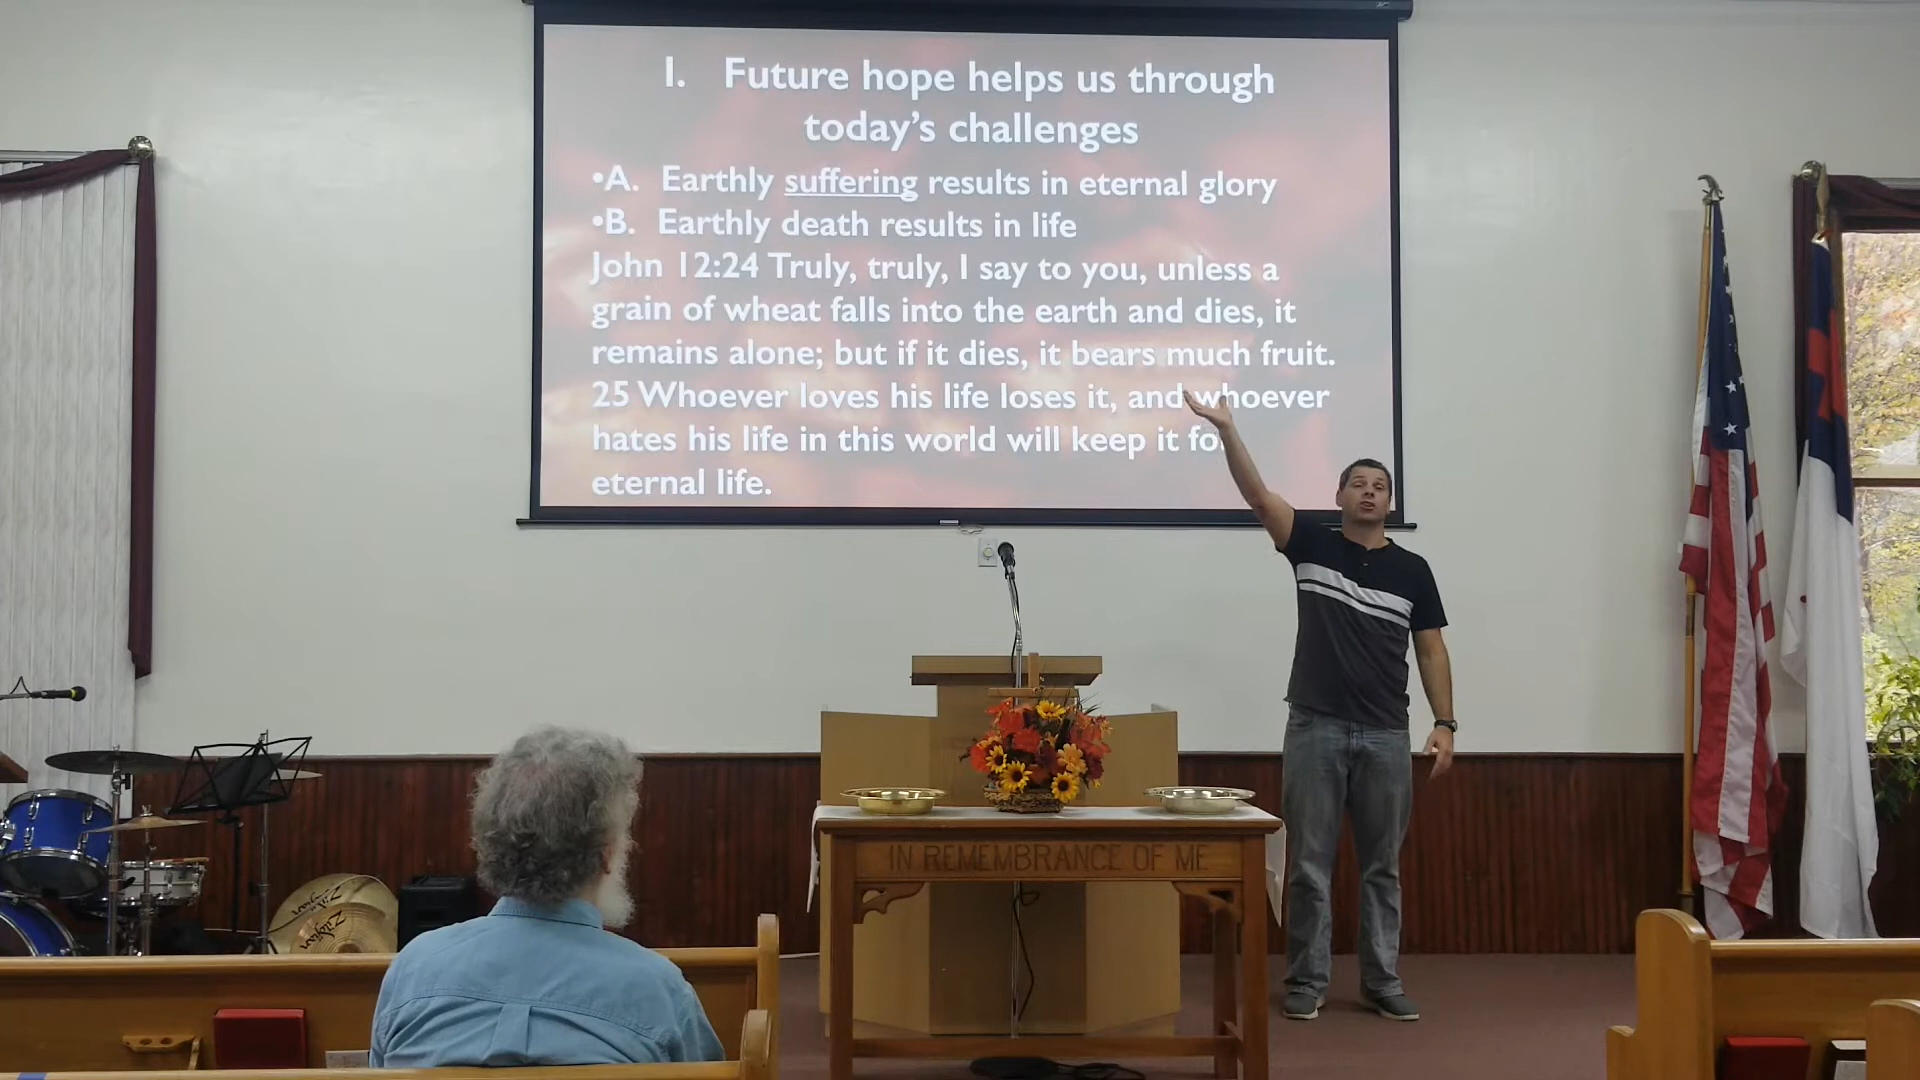 I. Future hope helps us through
today's challenges
•A. Earthly suffering results in eternal glory
•B. Earthly death results in life
John 12:24 Truly, truly, I say to you, unless a
grain of wheat falls into the earth and dies, it
remains alone; but if it dies, it bears much fruit.
25 Whoever loves his life loses it, and whoever
hates his life in this world will keep it for
eternal life.
IN REMEMBRANCE OF ME
Zildjian
Zildjian